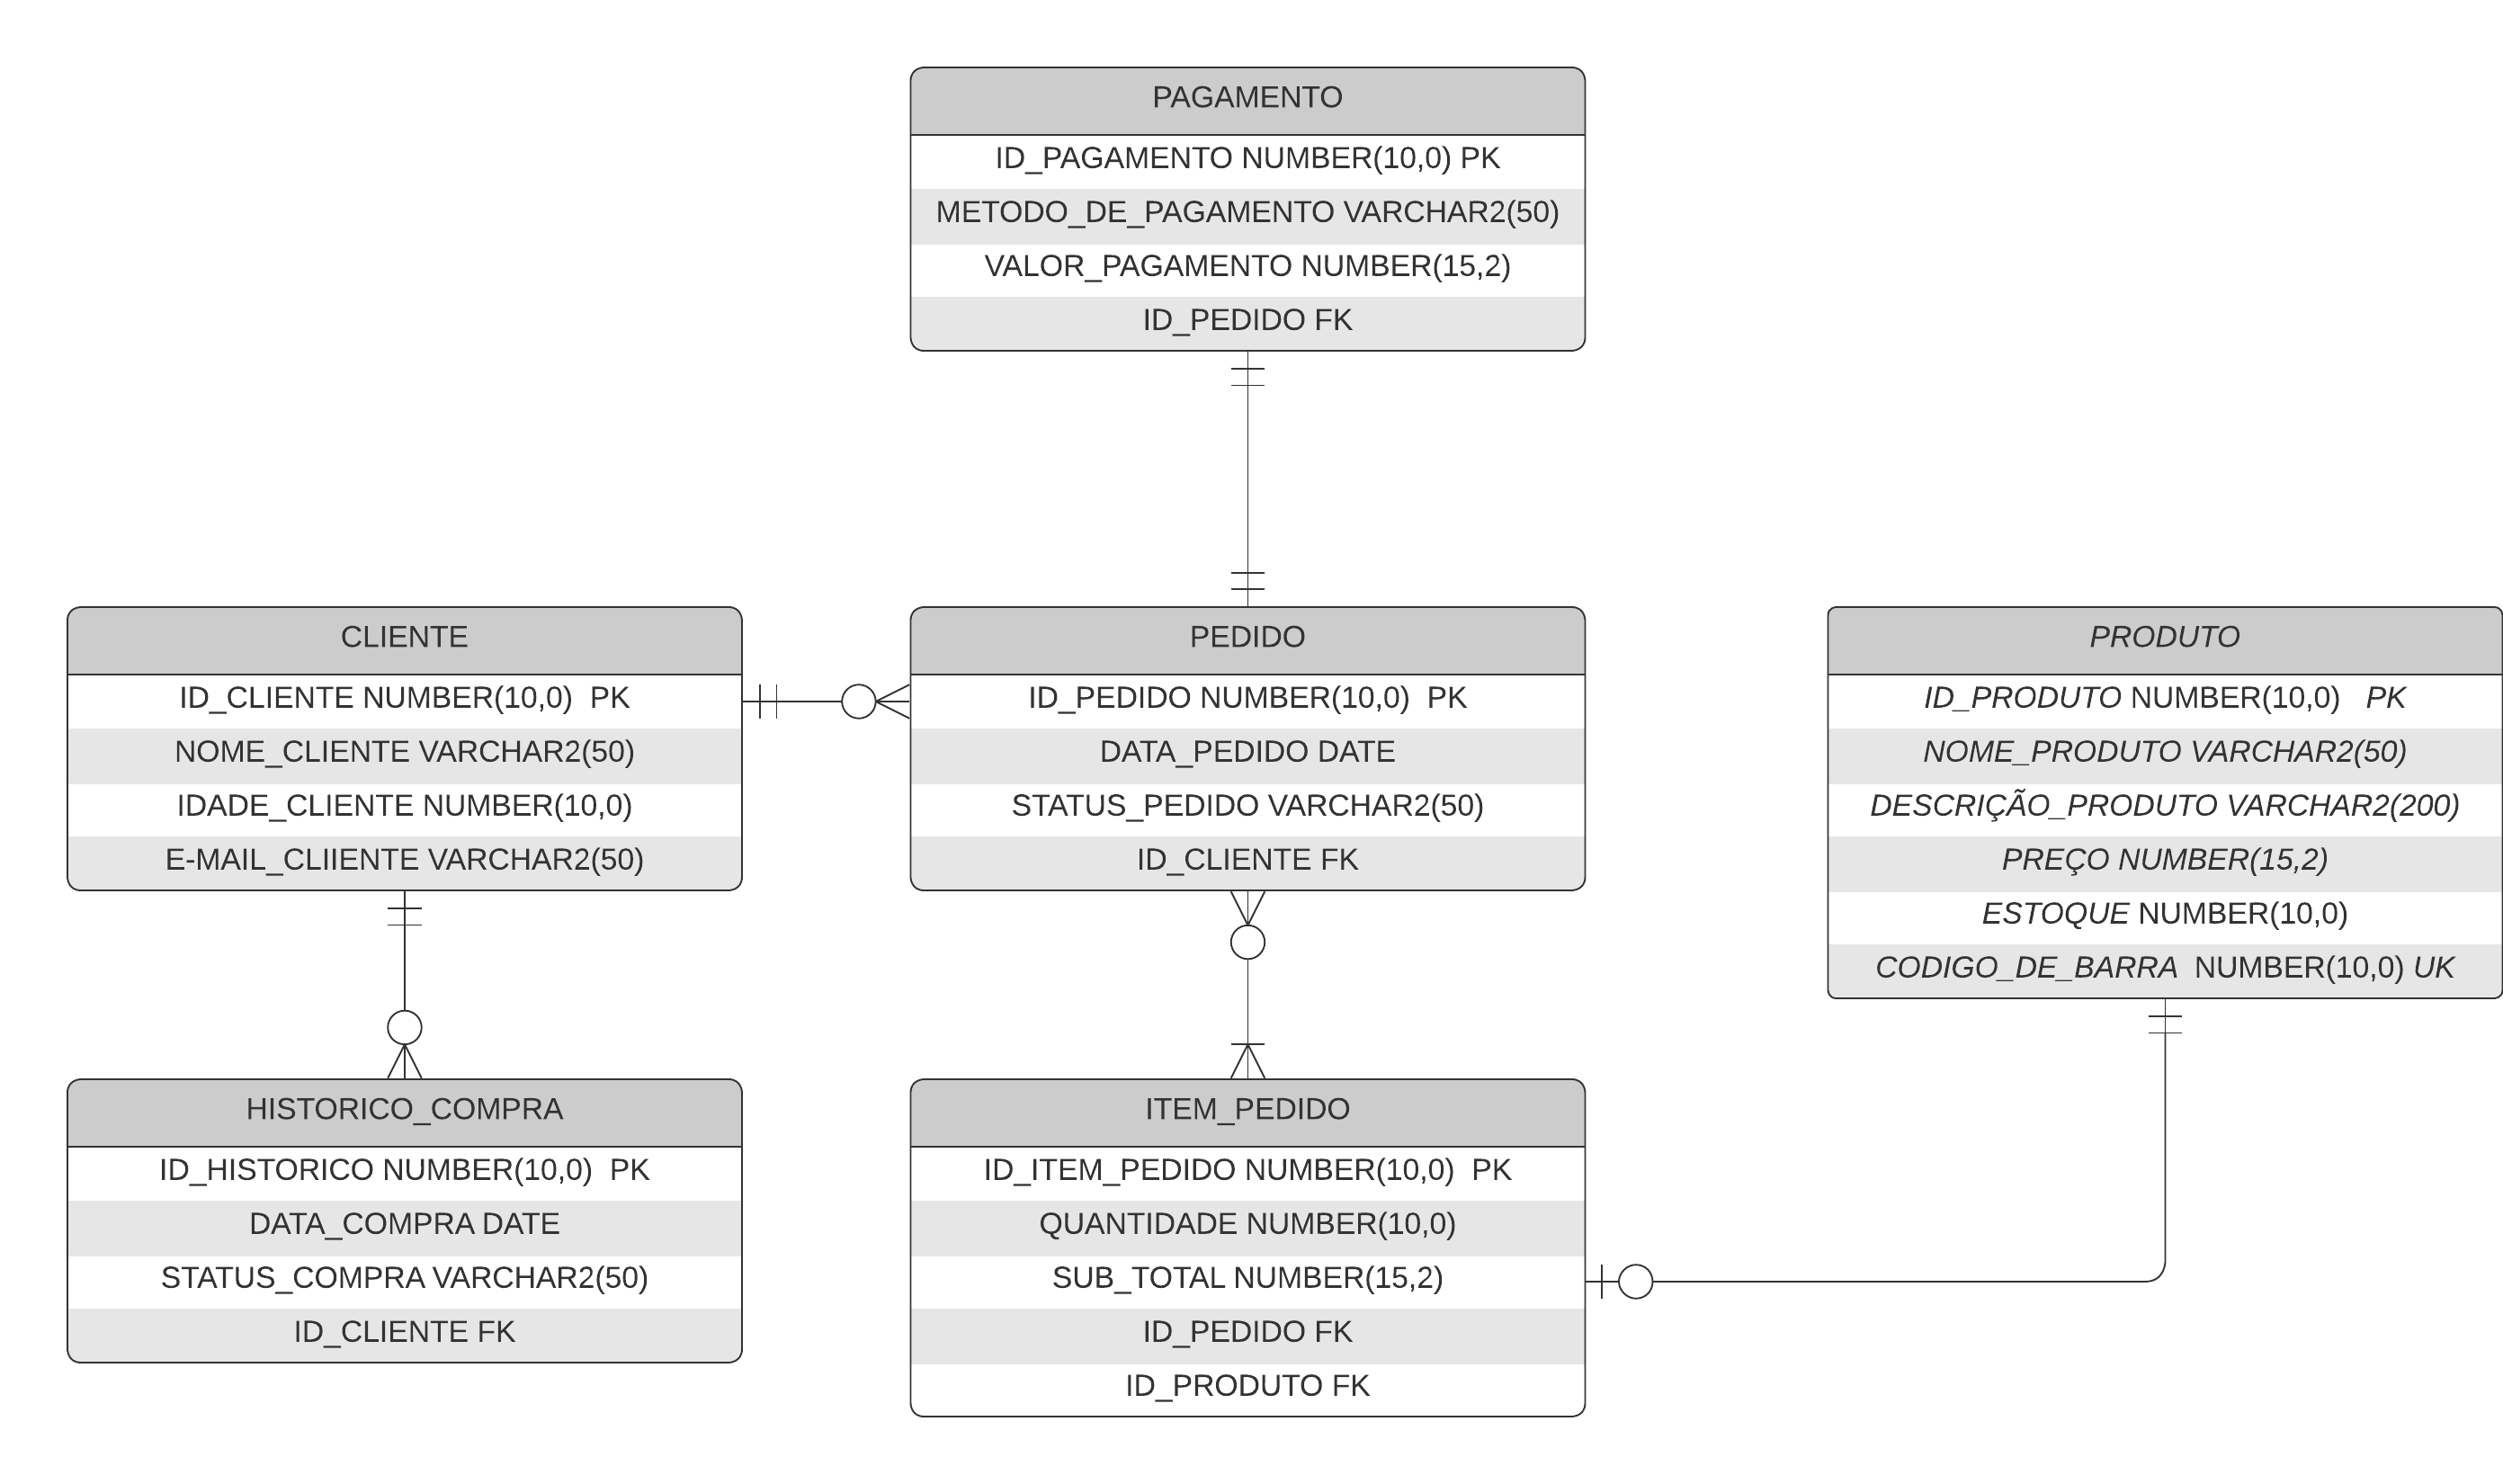 PAGAMENTO
ID_PAGAMENTO NUMBER(10,0) PK
METODO_DE_PAGAMENTO VARCHAR2(50)
VALOR_PAGAMENTO NUMBER(15,2)
ID_PEDIDO FK
CLIENTE
ID_CLIENTE NUMBER(10,0) PK
NOME_CLIENTE VARCHAR2(50)
IDADE_CLIENTE NUMBER(10,0)
E-MAIL_CLIIENTE VARCHAR2(50)
PEDIDO
ID_PEDIDO NUMBER(10,0) PK
DATA_PEDIDO DATE
STATUS_PEDIDO VARCHAR2(50)
ID_CLIENTE FK
PRODUTO
ID_PRODUTO NUMBER(10,0) PK
NOME_PRODUTO VARCHAR2(50)
DESCRIÇÃO_PRODUTO VARCHAR2(200)
PREÇO NUMBER(15,2)
ESTOQUE NUMBER(10,0)
CODIGO_DE_BARRA NUMBER(10,0) UK
HISTORICO_COMPRA
ID_HISTORICO NUMBER(10,0) PK
DATA_COMPRA DATE
STATUS_COMPRA VARCHAR2(50)
ID_CLIENTE FK
ITEM_PEDIDO
ID_ITEM_PEDIDO NUMBER(10,0) PK
QUANTIDADE NUMBER(10,0)
SUB_TOTAL NUMBER(15,2)
ID_PEDIDO FK
ID_PRODUTO FK